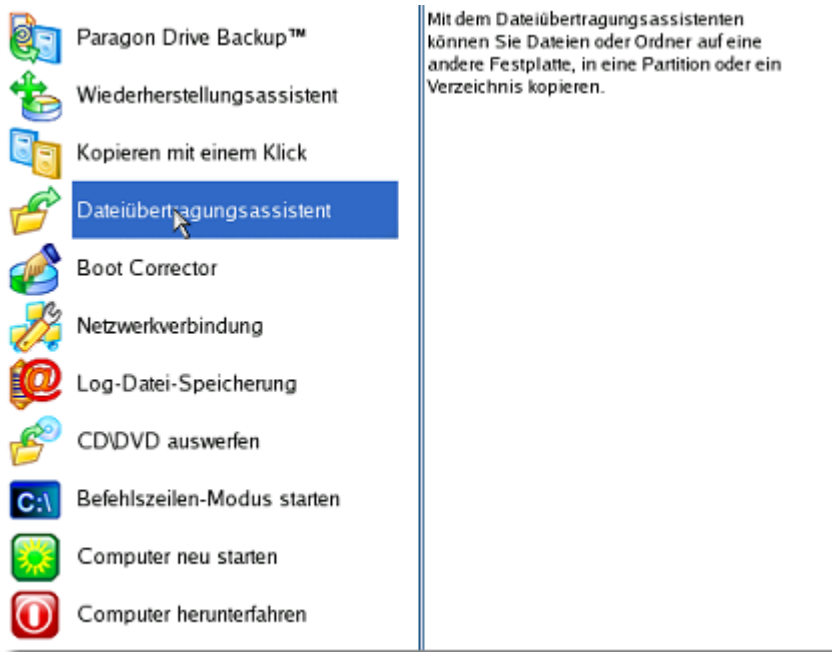 Paragon Drive Backup™
Wiederherstellungsassistent
Kopieren mit einem Klick
Dateiübertragungsassistent
Boot Corrector
Netzwerkverbindung
@ Log-Datei-Speicherung
CD\DVD auswerfen
C:\ Befehlszeilen-Modus starten
Computer neu starten
Computer herunterfahren
Mit dem Dateiübertragungsassistenten
können Sie Dateien oder Ordner auf eine
andere Festplatte, in eine Partition oder ein
Verzeichnis kopieren.